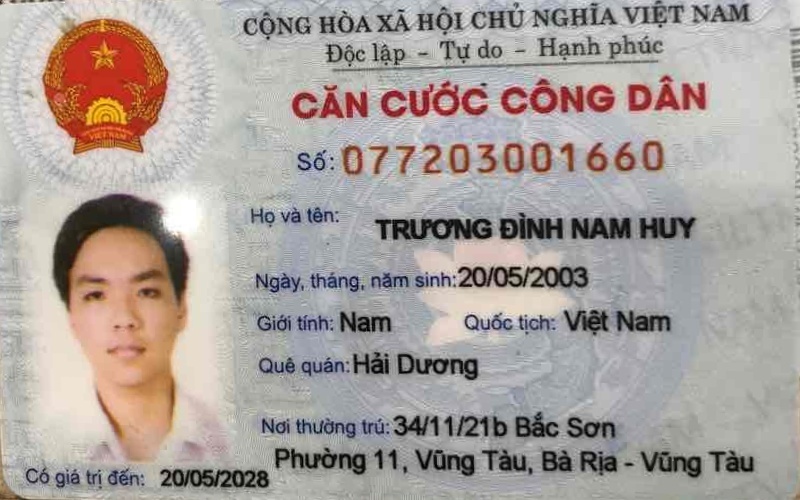 CỘNG HÒA XÃ HỘI CHỦ NGHĨA VIỆT NAM
Độc lập - Tự do - Hạnh phúc
CĂN CƯỚC CÔNG DÂN
Số: 077203001660
Họ và tên: TRƯƠNG ĐÌNH NAM HUY
Ngày, tháng, năm sinh: 20/05/2003
Giới tính: Nam Quốc tịch: Việt Nam
Quê quán: Hải Dương
Nơi thường trú: 34/11/21b Bắc Sơn
Phường 11, Vũng Tàu, Bà Rịa - Vũng Tàu
Có giá trị đến: 20/05/2028